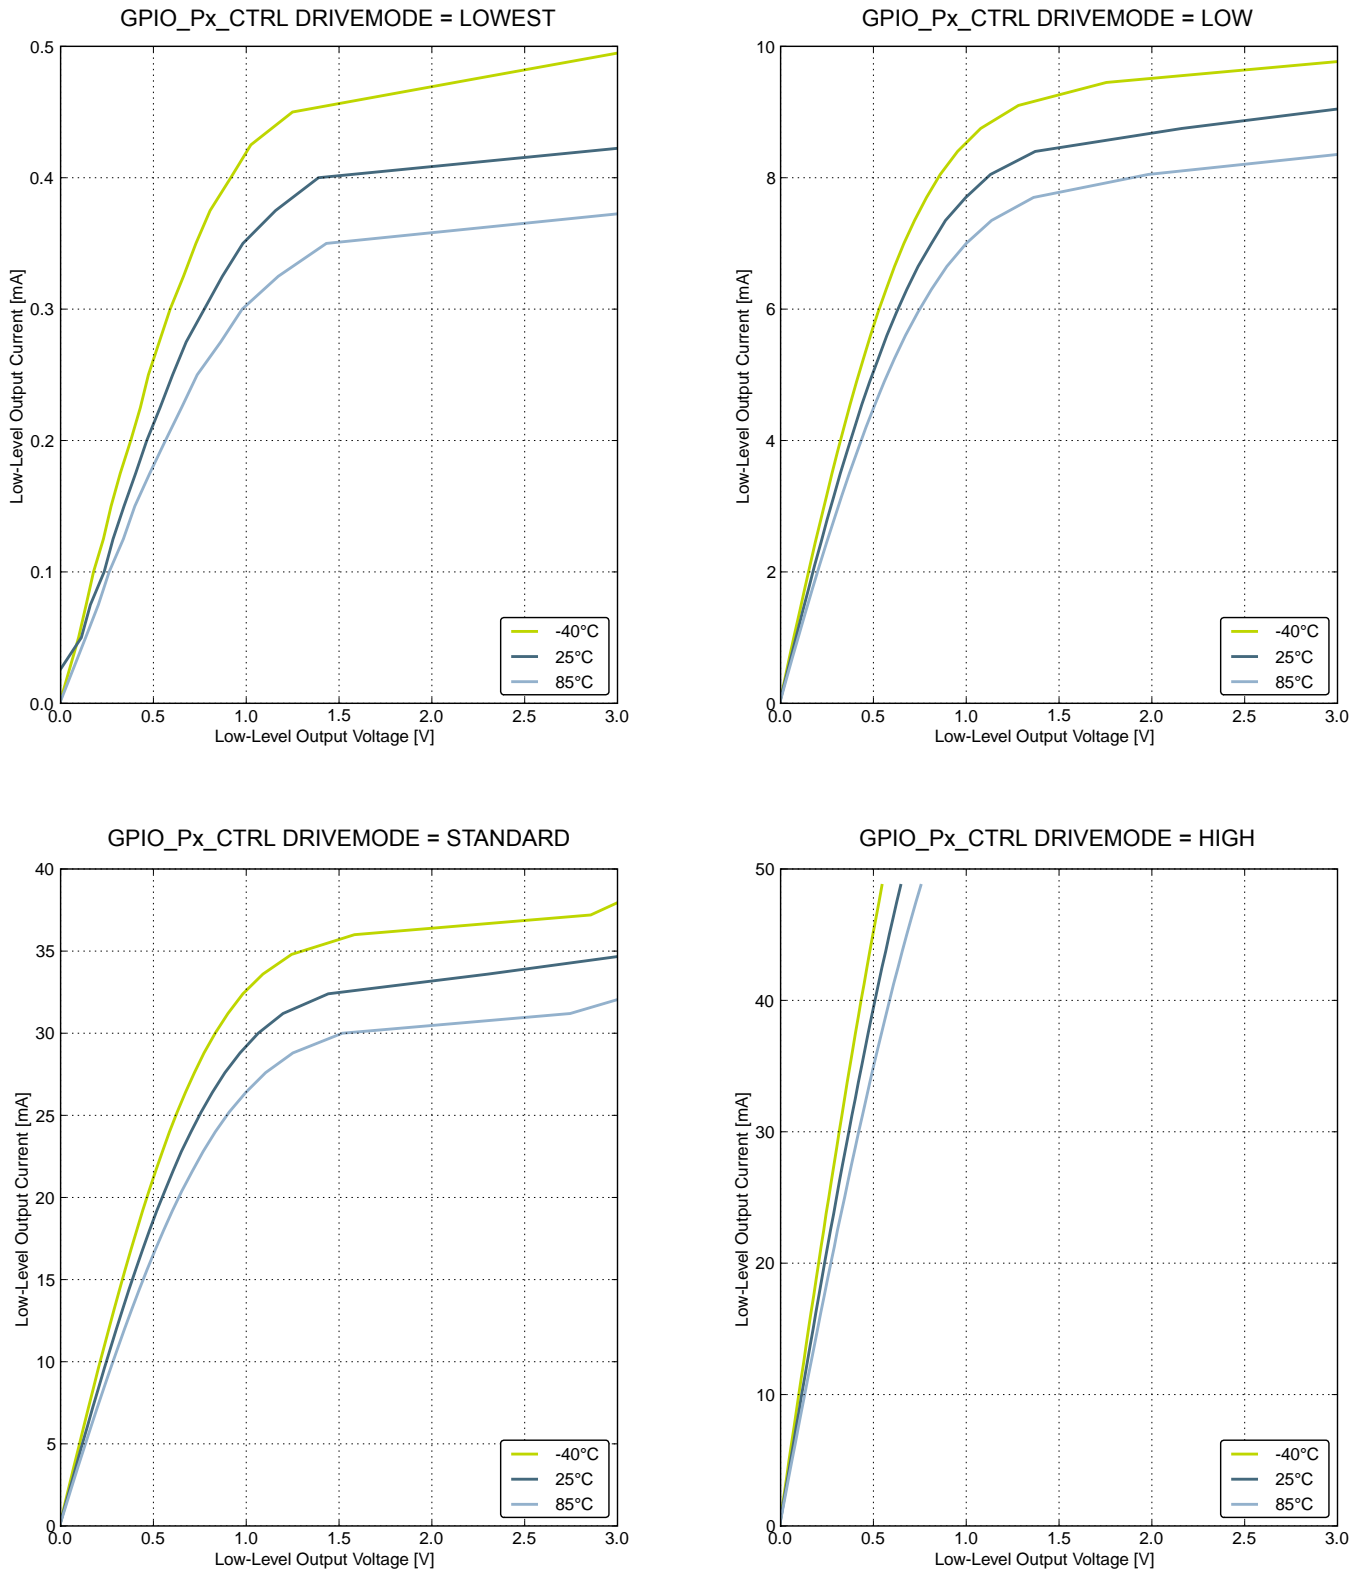 GPIO_Px_CTRL DRIVEMODE = LOWEST
0.5
0.4
0.3
0.2
0.1
0.0
Low-Level Output Current [mA]
-40°C
25°C
85°C
0.0 0.5 1.0 1.5 2.0 2.5 3.0
Low-Level Output Voltage [V]
GPIO_Px_CTRL DRIVEMODE = LOW
10
8
6
4
2
0
Low-Level Output Current [mA]
-40°C
25°C
85°C
0.0 0.5 1.0 1.5 2.0 2.5 3.0
Low-Level Output Voltage [V]
GPIO_Px_CTRL DRIVEMODE = STANDARD
40
35
30
25
20
15
10
5
0
Low-Level Output Current [mA]
-40°C
25°C
85°C
0.0 0.5 1.0 1.5 2.0 2.5 3.0
Low-Level Output Voltage [V]
GPIO_Px_CTRL DRIVEMODE = HIGH
50
40
30
20
10
0
Low-Level Output Current [mA]
-40°C
25°C
85°C
0.0 0.5 1.0 1.5 2.0 2.5 3.0
Low-Level Output Voltage [V]